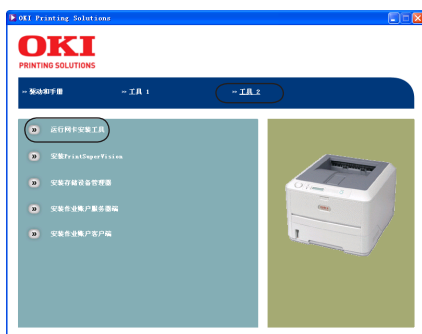 OKI Printing Solutions
OKI
PRINTING SOLUTIONS
驱动和手册
工具 1
工具 2
运行网卡安装工具
安装PrintSuperVision
安装存储设备管理器
安装作业账户服务器端
安装作业账户客户端